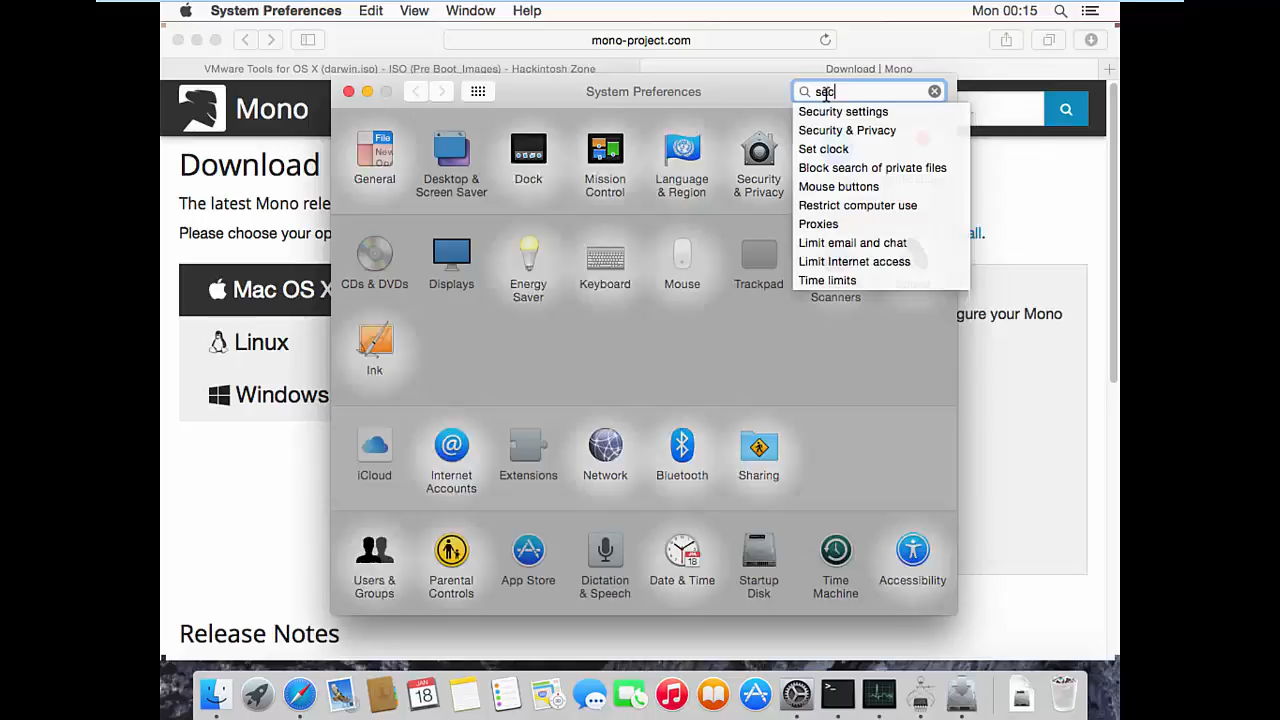 System Preferences Edit View Window Help Mon 00:15
mono-project.com
VMware Tools for OS X (darwin.iso) - ISO (Pre Boot_Images) - Hackintosh Zone Download | Mono
System Preferences sec
Mono
Security settings
Security & Privacy
Set clock
Block search of private files
Mouse buttons
Restrict computer use
Proxies
Limit email and chat
Limit Internet access
Time limits
Download
The latest Mono rele
Please choose your op
all.
Mac OS X
Linux
Windows
gure your Mono
File
New
Op
General
Desktop &
Screen Saver
Dock
Mission
Control
Language
& Region
Security
& Privacy
CDs & DVDs
Displays
Energy
Saver
Keyboard
Mouse
Trackpad
Scanners
Ink
iCloud
Internet
Accounts
Extensions
Network
Bluetooth
Sharing
Users &
Groups
Parental
Controls
App Store
Dictation
& Speech
18
Date & Time
Startup
Disk
Time
Machine
Accessibility
Release Notes
JAN
18